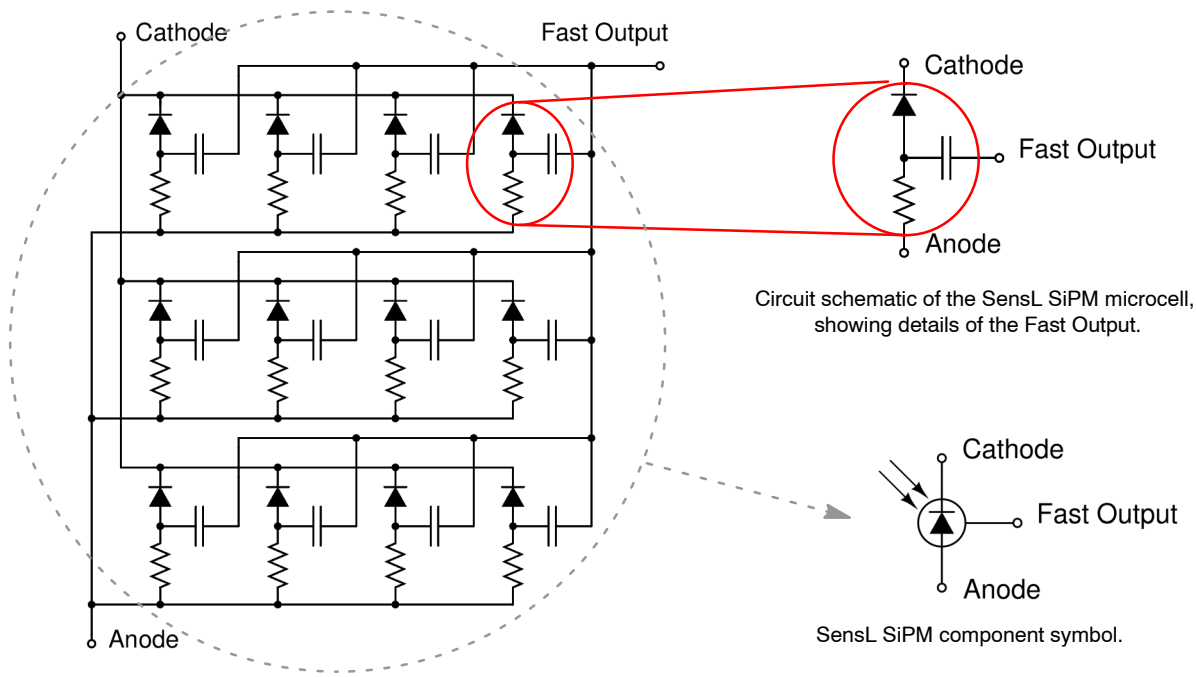 Cathode
Fast Output
Cathode
Fast Output
Anode
Circuit schematic of the SensL SiPM microcell,
showing details of the Fast Output.
Cathode
Fast Output
Anode
SensL SiPM component symbol.
Anode